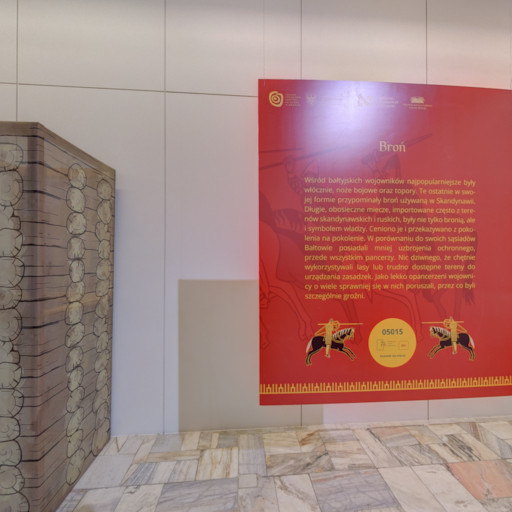 Broń
Wśród bałtyjskich wojowników najpopularniejsze były
włócznie, noże bojowe oraz topory. Te ostatnie w swo-
jej formie przypominały broń używaną w Skandynawii.
Długie, obosieczne miecze, importowane często z tere-
nów skandynawskich i ruskich, były nie tylko bronią, ale
i symbolem władzy. Ceniono je i przekazywano z poko-
lenia na pokolenie. W porównaniu do swoich sąsiadów
Bałtowie posiadali mniej uzbrojenia ochronnego,
przede wszystkim pancerzy. Nic dziwnego, że chętnie
wykorzystywali lasy lub trudno dostępne tereny do
urządzania zasadzek. Jako lekko opancerzeni wojowni-
cy o wiele sprawniej się w nich poruszali, przez co byli
szczególnie groźni.
05015